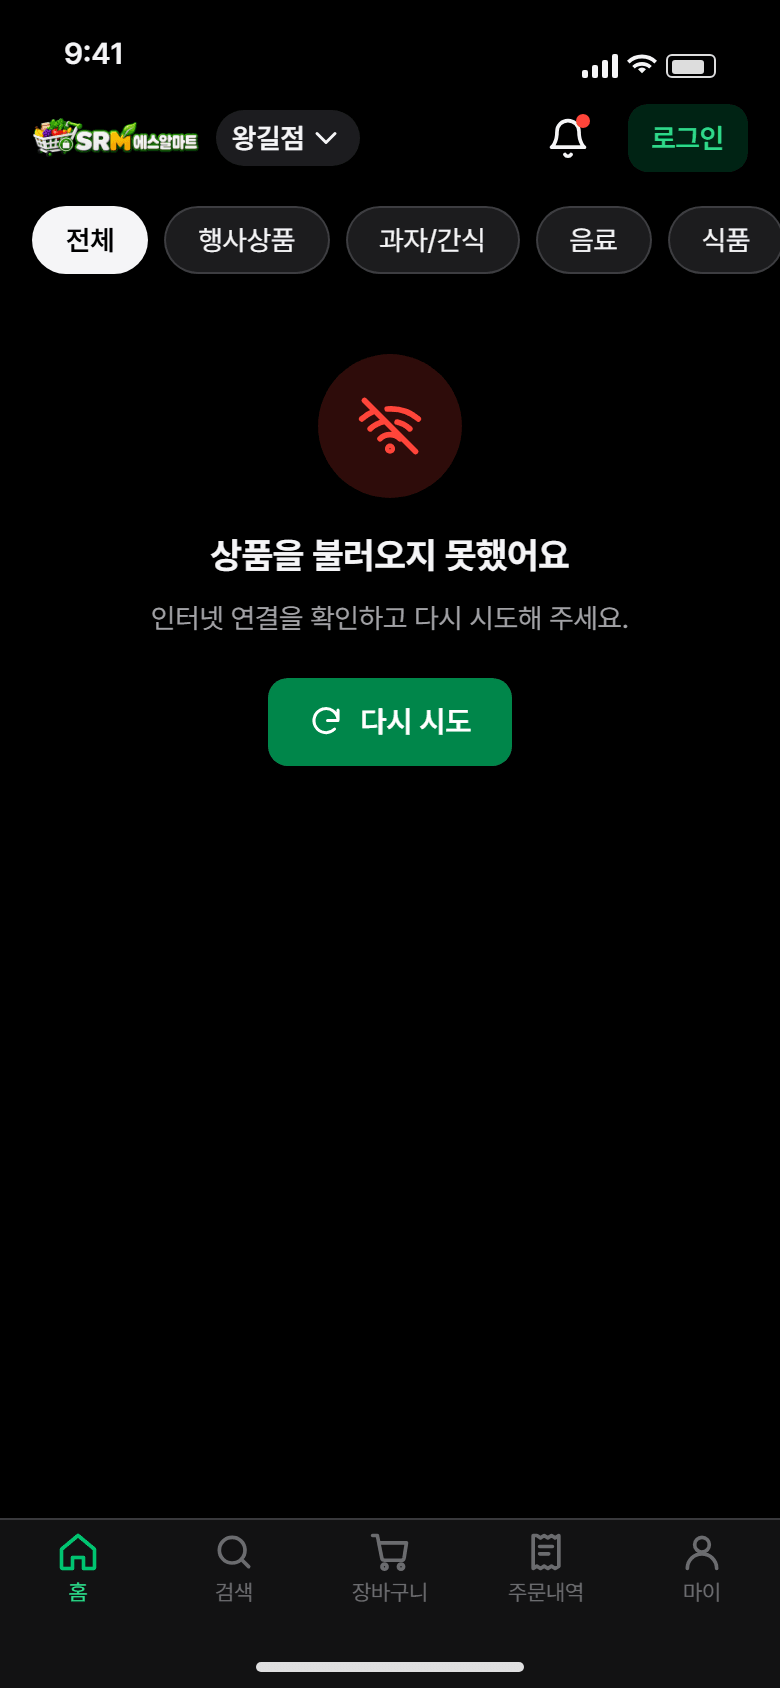 9:41
SRM 에스알마트
왕길점
로그인
전체
행사상품
과자/간식
음료
식품
상품을 불러오지 못했어요
인터넷 연결을 확인하고 다시 시도해 주세요.
다시 시도
홈
검색
장바구니
주문내역
마이